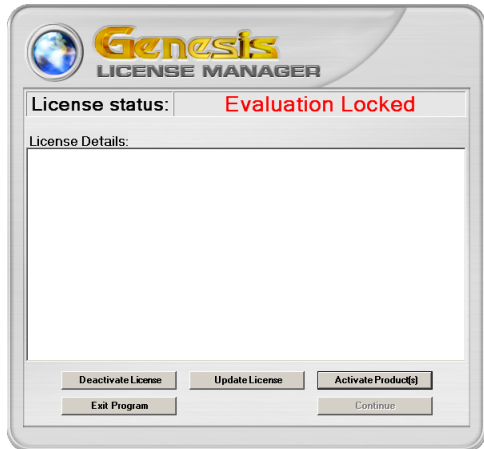 Genesis
LICENSE MANAGER
License status: Evaluation Locked
License Details:
Deactivate License Update License Activate Product(s)
Exit Program Continue